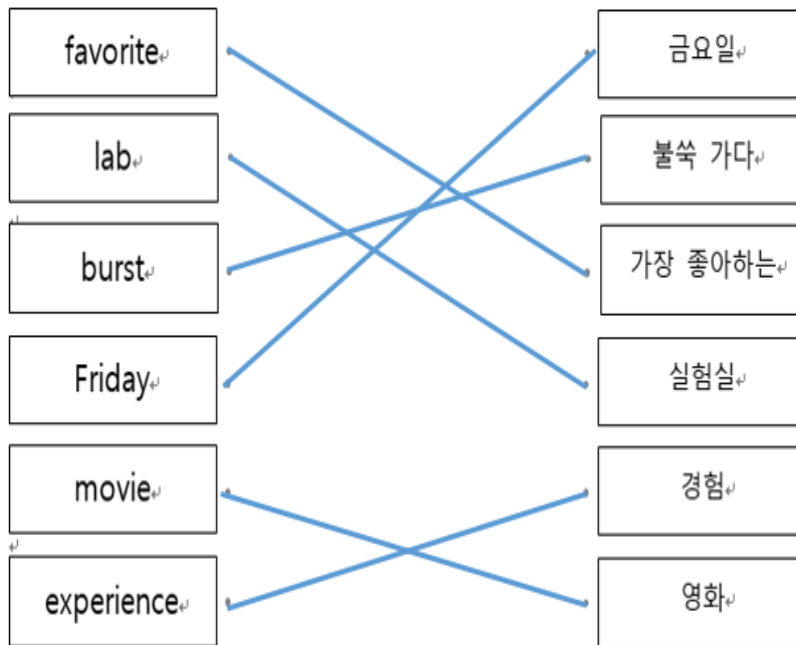 favorite
금요일
lab
불쑥 가다
burst
가장 좋아하는
Friday
실험실
movie
경험
experience
영화